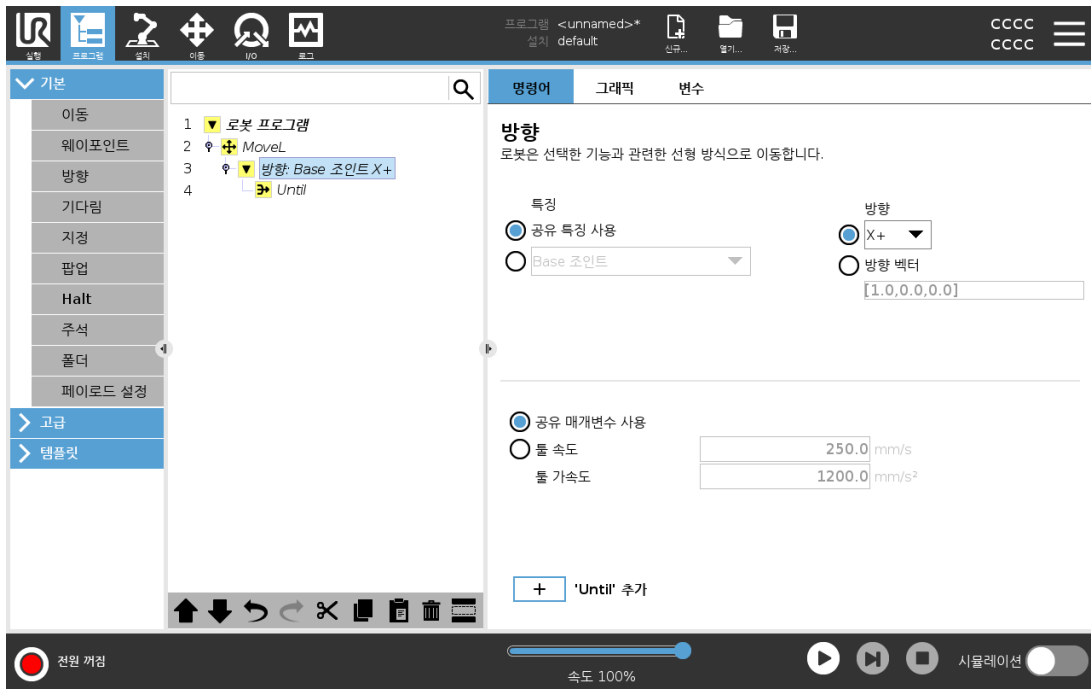 UR
실행
프로그램
설치
이동
I/O
로그
프로그램 <unnamed>*
설치 default
신규...
열기...
저장...
cccc
cccc
기본
이동
웨이포인트
방향
기다림
지정
팝업
Halt
주석
폴더
페이로드 설정
고급
템플릿
1 로봇 프로그램
2 MoveL
3 방향: Base 조인트 X+
4 Until
명령어 그래픽 변수
방향
로봇은 선택한 기능과 관련한 선형 방식으로 이동합니다.
특징
공유 특징 사용
Base 조인트
방향
X+
방향 벡터
[1.0,0.0,0.0]
공유 매개변수 사용
툴 속도 250.0 mm/s
툴 가속도 1200.0 mm/s²
+ 'Until' 추가
전원 꺼짐
속도 100%
시뮬레이션